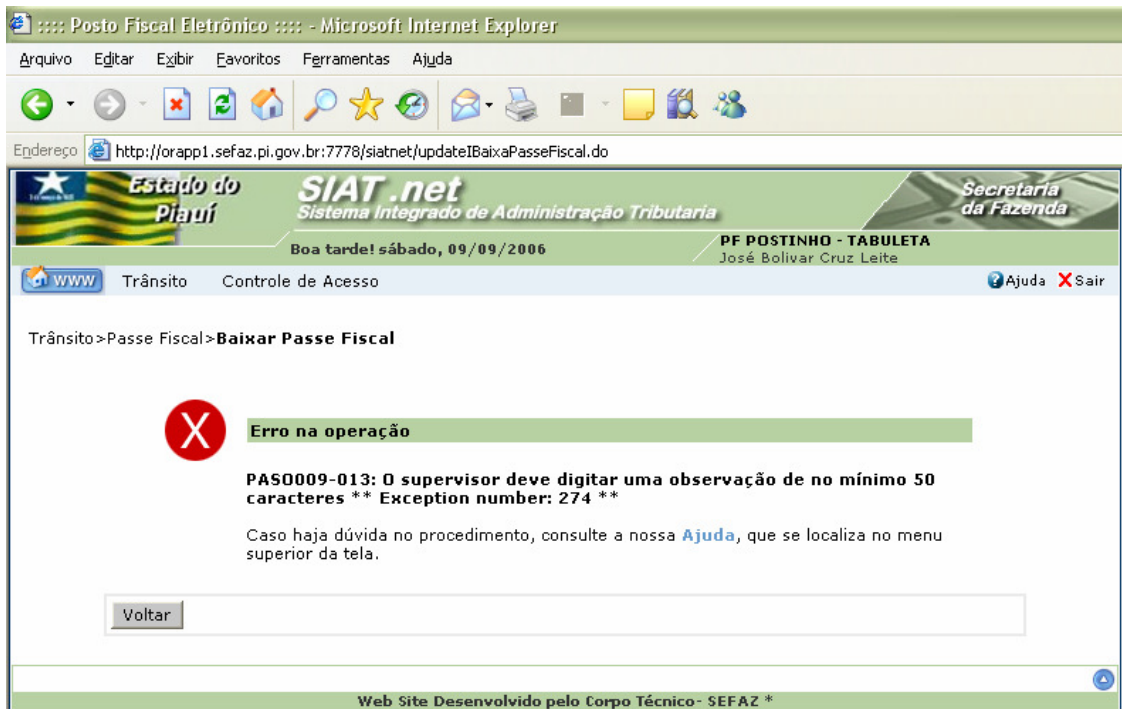 :::: Posto Fiscal Eletrônico :::: - Microsoft Internet Explorer
Arquivo Editar Exibir Favoritos Ferramentas Ajuda
Endereço http://orapp1.sefaz.pi.gov.br:7778/siatnet/updateIBaixaPasseFiscal.do
Estado do Piauí
SIAT.net
Sistema Integrado de Administração Tributaria
Secretaria da Fazenda
Boa tarde! sábado, 09/09/2006
PF POSTINHO - TABULETA
José Bolivar Cruz Leite
www Trânsito Controle de Acesso Ajuda Sair
Trânsito>Passe Fiscal>Baixar Passe Fiscal
X
Erro na operação
PASO009-013: O supervisor deve digitar uma observação de no mínimo 50
caracteres ** Exception number: 274 **
Caso haja dúvida no procedimento, consulte a nossa Ajuda, que se localiza no menu
superior da tela.
Voltar
Web Site Desenvolvido pelo Corpo Técnico- SEFAZ *